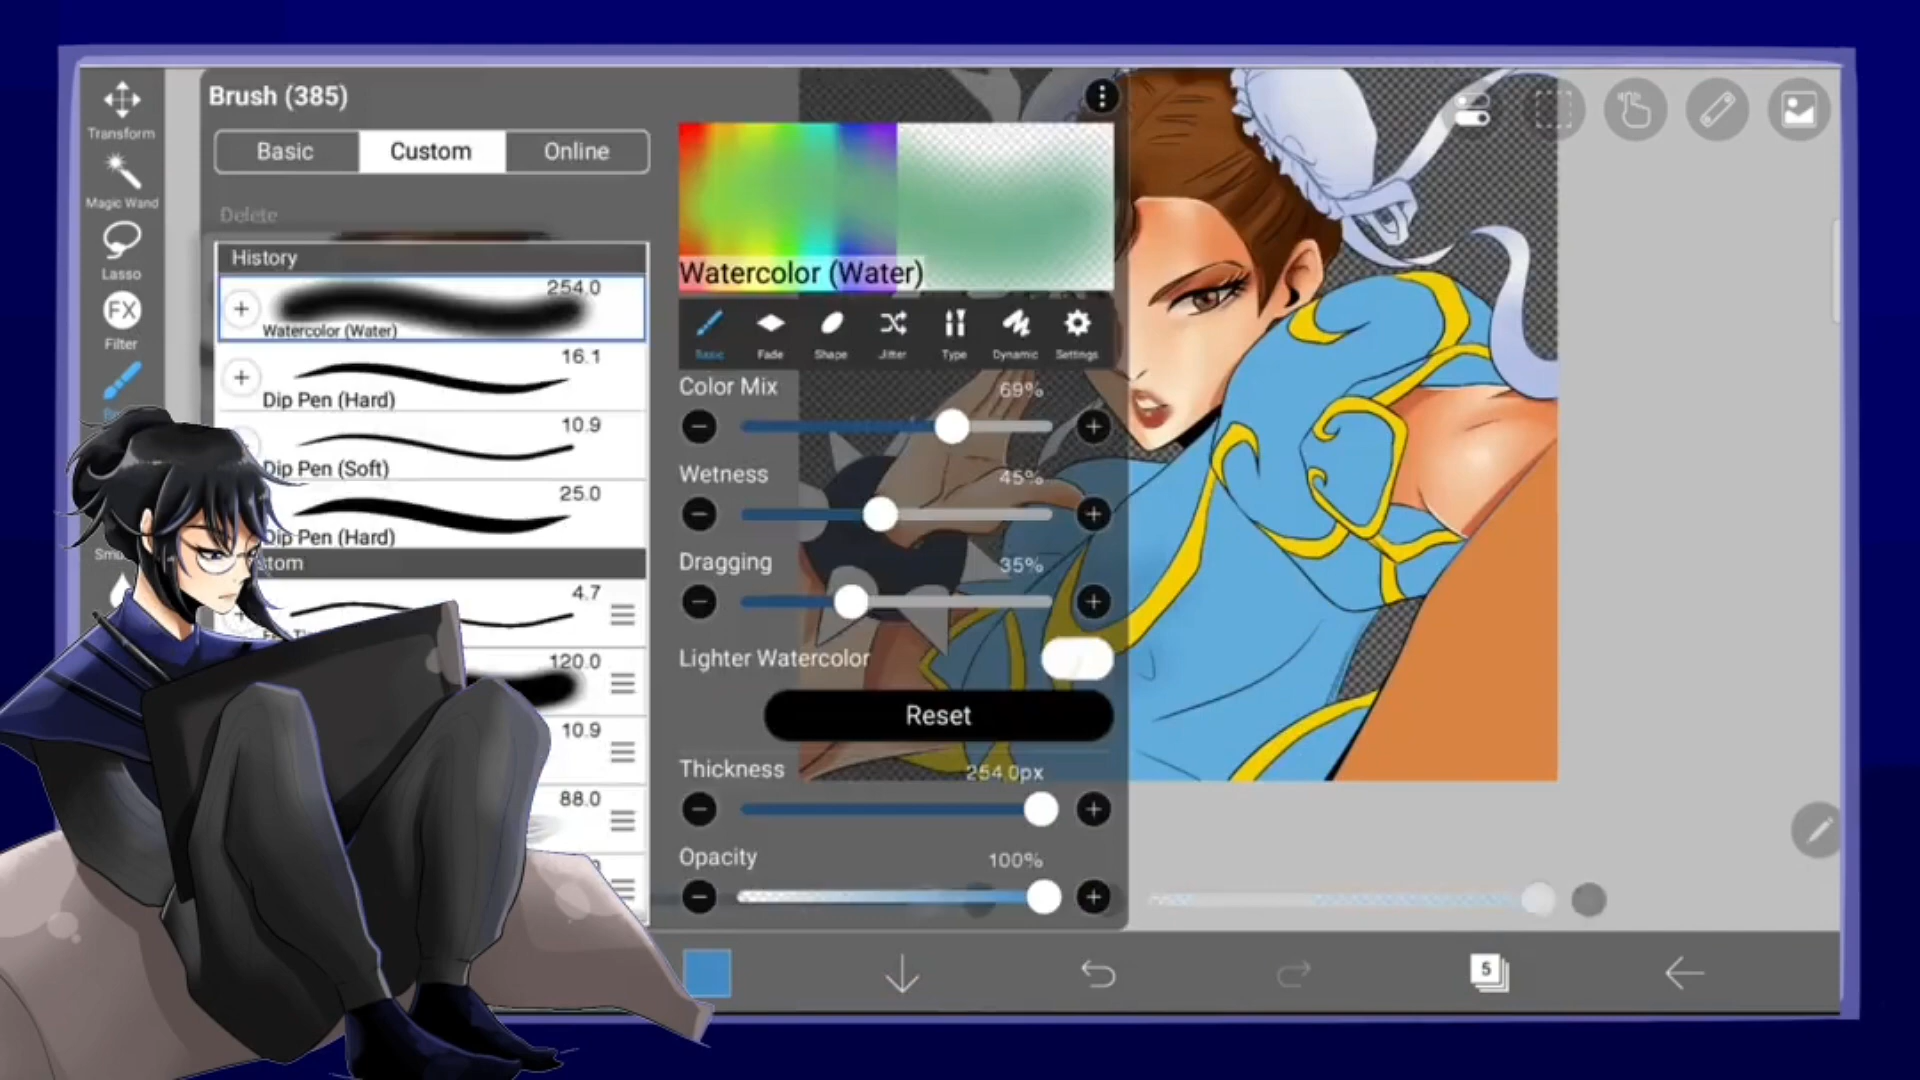 Transform
Magic Wand
Lasso
FX
Filter
Brush (385)
Basic
Custom
Online
Delete
History
254.0
Watercolor (Water)
16.1
Dip Pen (Hard)
10.9
Dip Pen (Soft)
25.0
Dip Pen (Hard)
4.7
120.0
10.9
88.0
Watercolor (Water)
Basic
Fade
Shape
Jitter
Type
Dynamic
Settings
Color Mix
69%
Wetness
45%
Dragging
35%
Lighter Watercolor
Reset
Thickness
254.0px
Opacity
100%
5